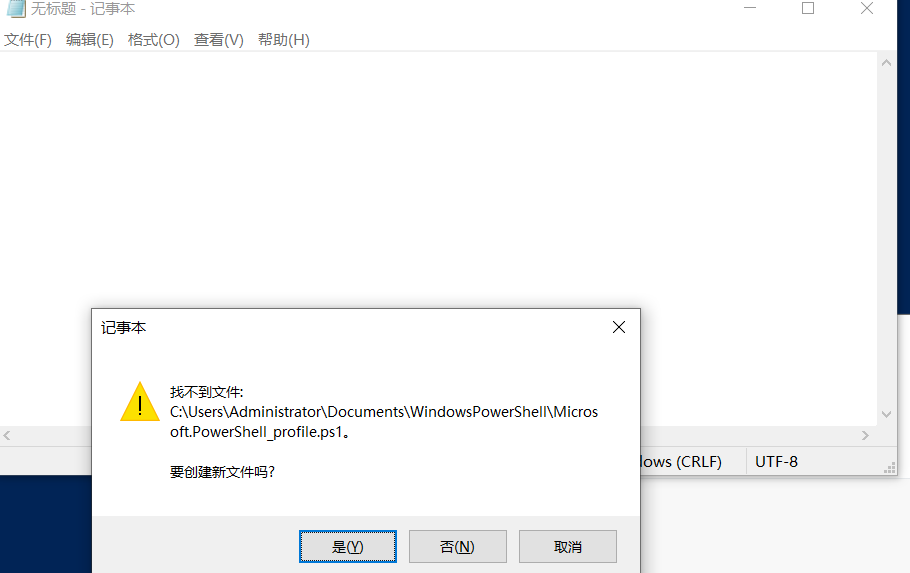 无标题 - 记事本
文件(F) 编辑(E) 格式(O) 查看(V) 帮助(H)
记事本
找不到文件:
C:\Users\Administrator\Documents\WindowsPowerShell\Micros
oft.PowerShell_profile.ps1。
要创建新文件吗?
是(Y) 否(N) 取消
(CRLF) UTF-8